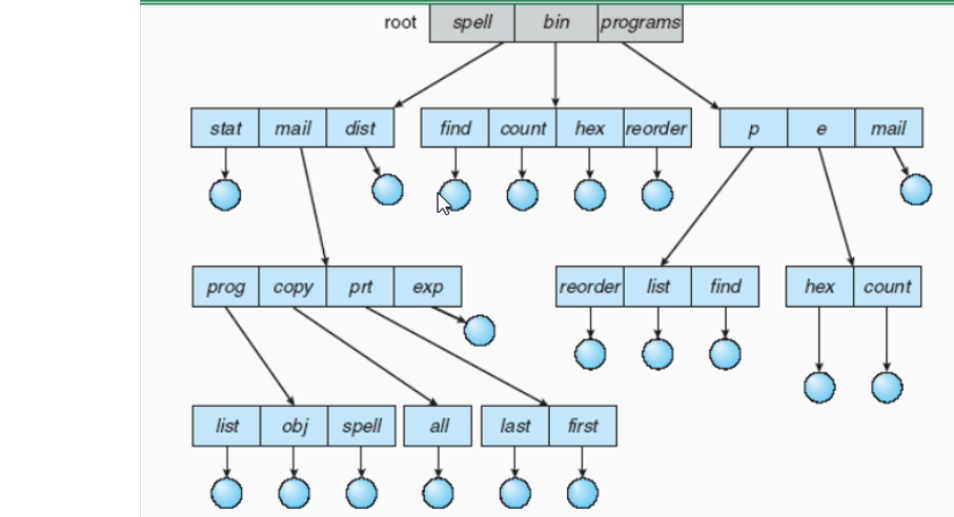 root spell bin programs
stat mail dist find count hex reorder p e mail
prog copy prt exp reorder list find hex count
list obj spell all last first